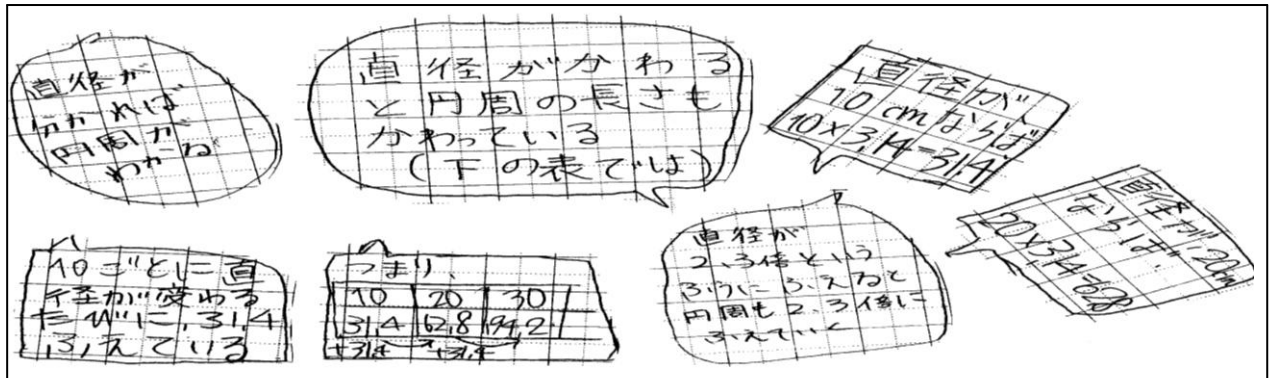 直径が
分かれば
円周が
わかる
直径がかわる
と円周の長さも
かわっている
(下の表では)
直径が
10cmならば
10×3.14=31.4
10ごとに直
径が変わる
たびに、31.4
ふえている
つまり、
10 20 30
31.4 62.8 94.2
+31.4 +31.4
直径が
2、3倍という
ふうにふえると
円周も2、3倍に
ふえていく
直径が20cm
ならば
20×3.14=62.8